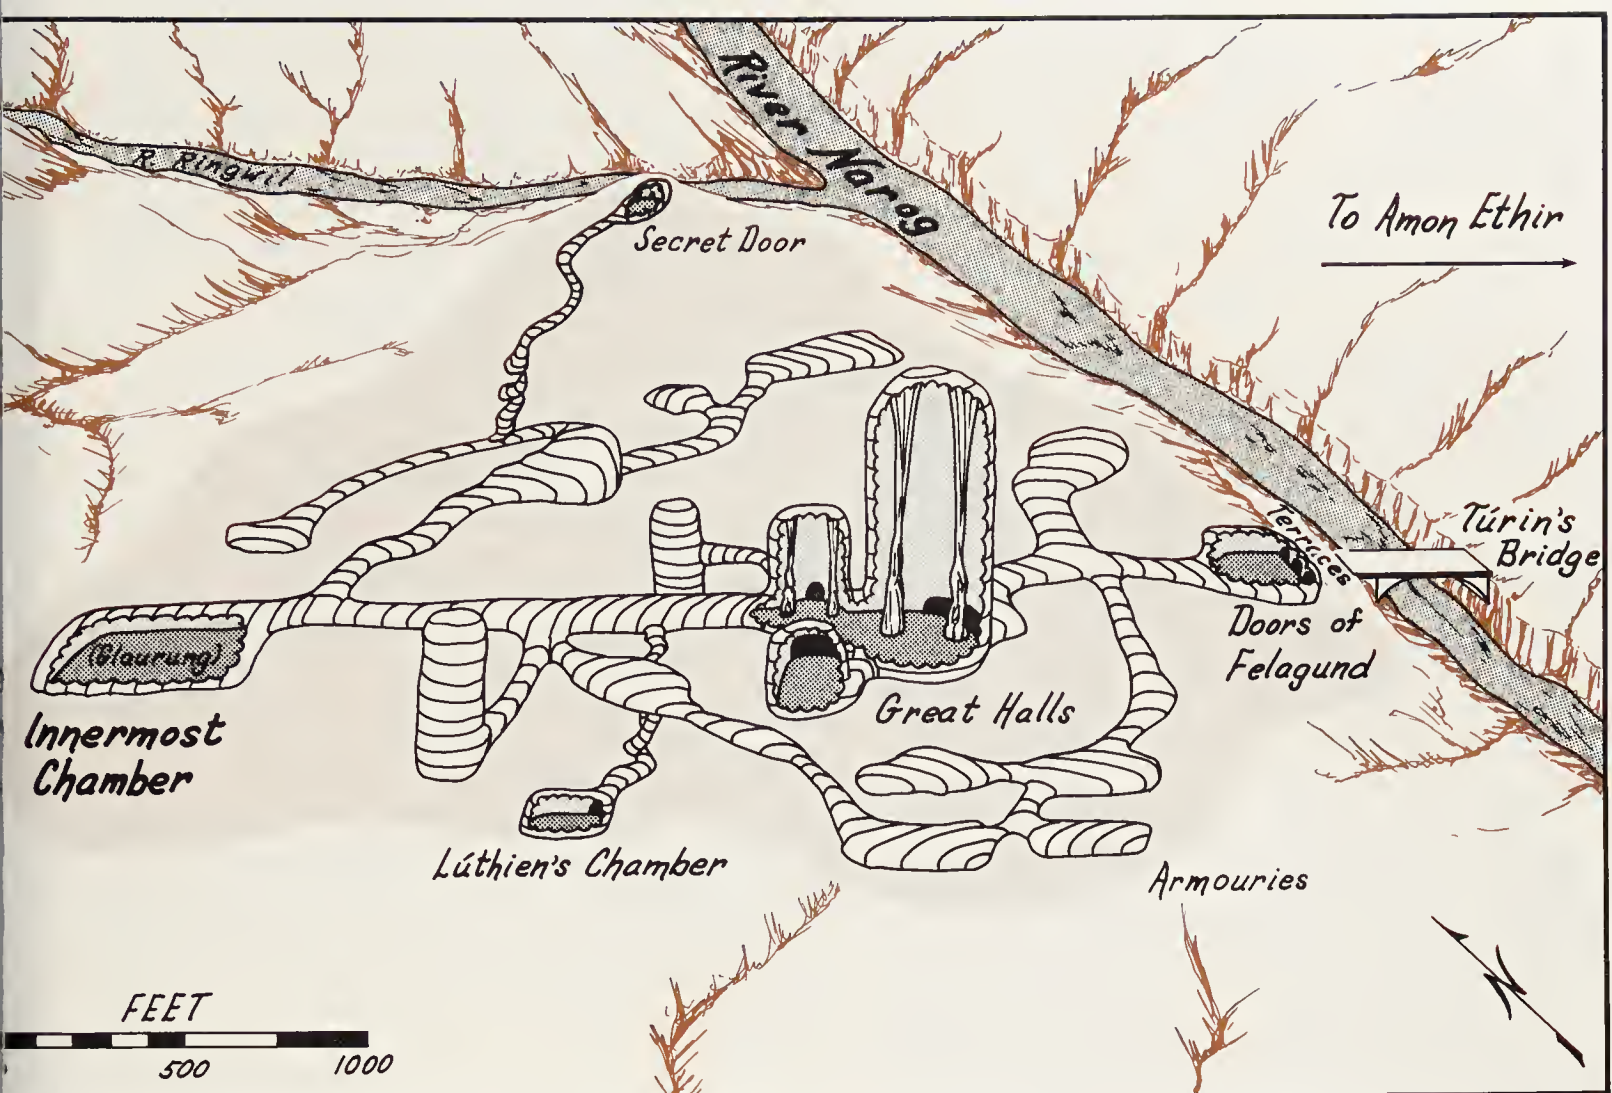 River Narog
R. Ringwil
To Amon Ethir
Secret Door
Terraces
Túrin's
Bridge
Doors of
Felagund
(Glaurung)
Great Halls
Innermost
Chamber
Lúthien's Chamber
Armouries
N
FEET
500
1000